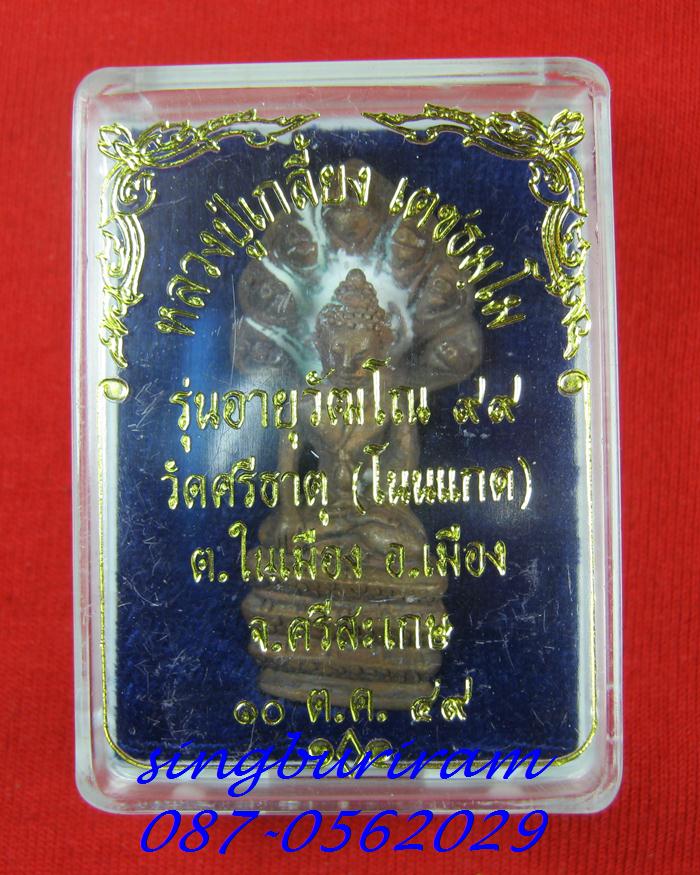 หลวงปู่เกลี้ยง เตชธมฺโม
รุ่นอายุวัฒโณ ๙๙
วัดศรีธาตุ (โนนแกด)
ต.ในเมือง อ.เมือง
จ.ศรีสะเกษ
๑๐ ต.ค. ๔๙
singburiram
087-0562029